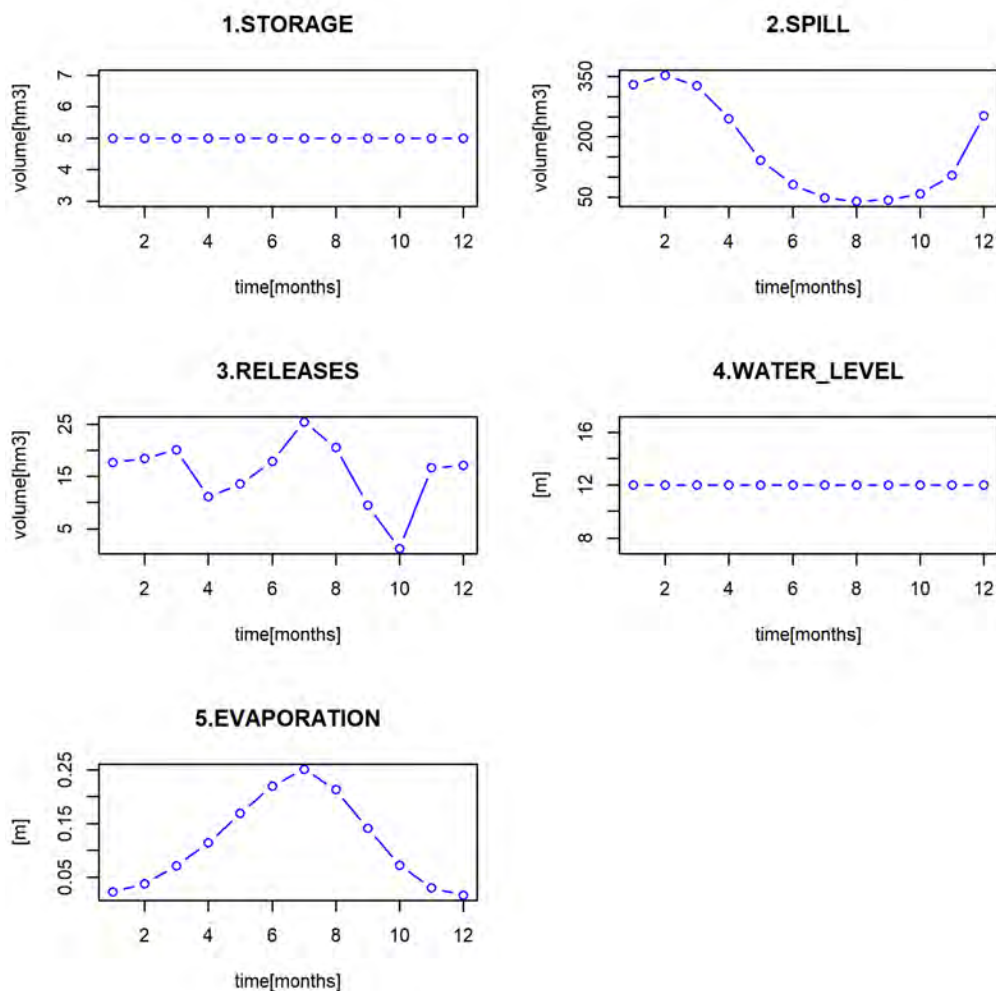 1.STORAGE
volume[hm3]
7
6
5
4
3
2 4 6 8 10 12
time[months]
2.SPILL
volume[hm3]
350
200
50
2 4 6 8 10 12
time[months]
3.RELEASES
volume[hm3]
25
15
5
2 4 6 8 10 12
time[months]
4.WATER_LEVEL
[m]
16
12
8
2 4 6 8 10 12
time[months]
5.EVAPORATION
[m]
0.25
0.15
0.05
2 4 6 8 10 12
time[months]